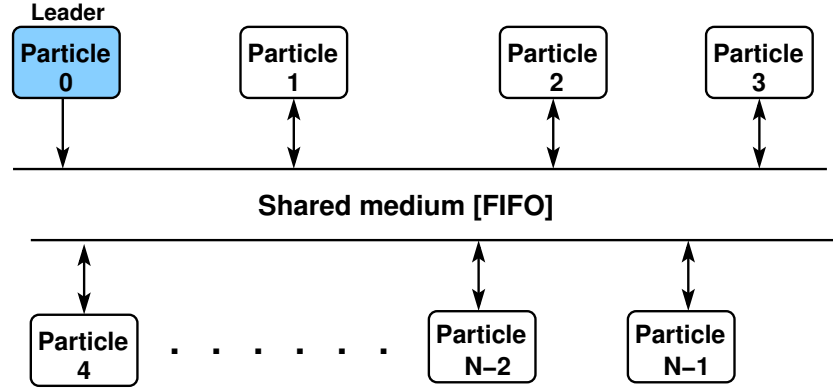 Leader
Particle
0
Particle
1
Particle
2
Particle
3
Shared medium [FIFO]
Particle
4
. . . . . .
Particle
N−2
Particle
N−1